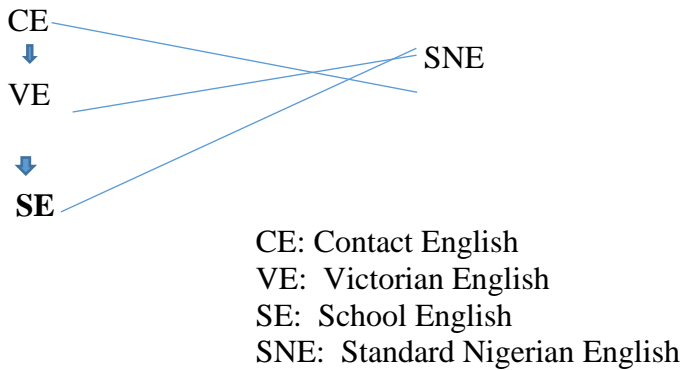 CE
SNE
VE
SE
CE: Contact English
VE: Victorian English
SE: School English
SNE: Standard Nigerian English